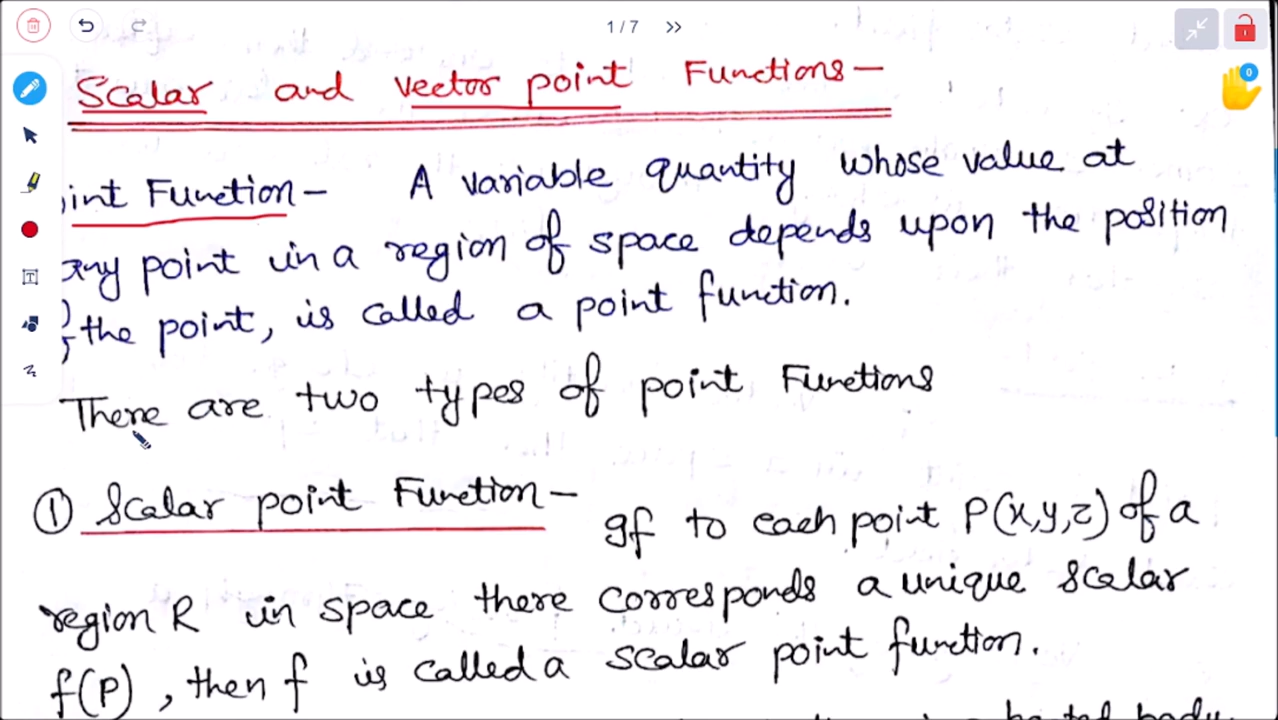 1/7 >>
0
Scalar and vector point Functions-
int Function- A variable quantity whose value at
any point in a region of space depends upon the position
the point, is called a point function.
There are two types of point Functions
① Scalar point Function- If to each point P(x,y,z) of a
region R in space there corresponds a unique scalar
f(P), then f is called a scalar point function.
heated body